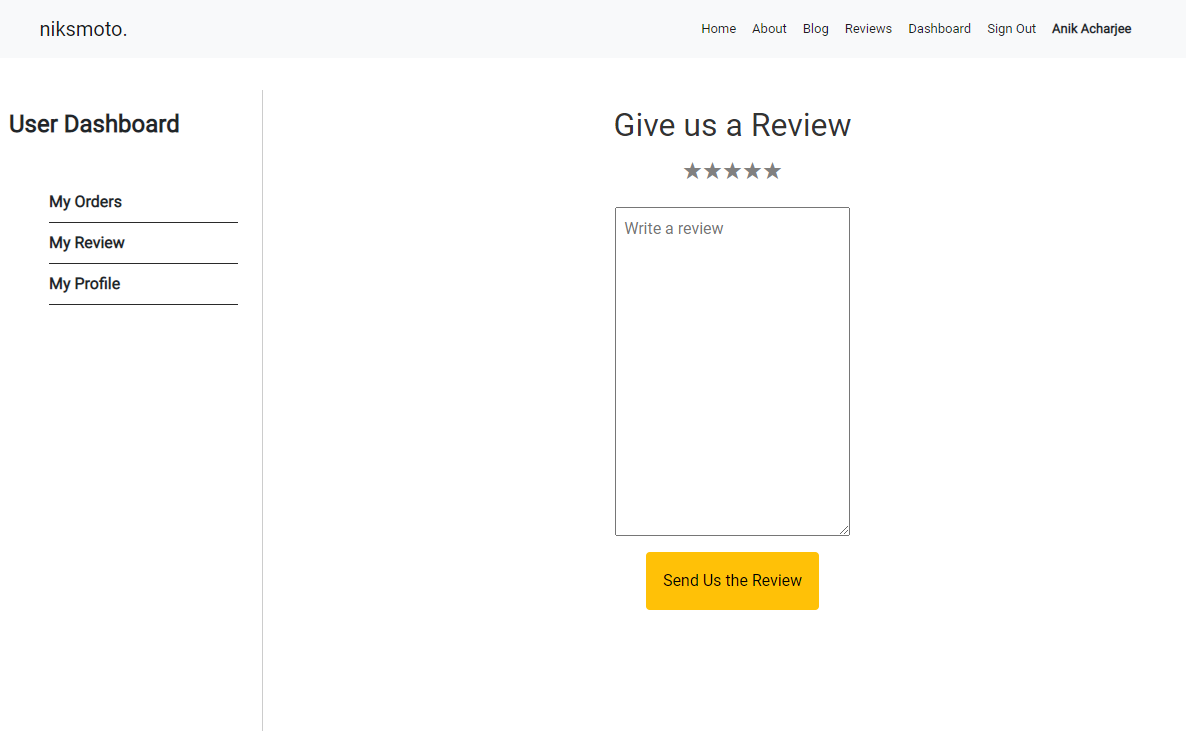 niksmoto.
Home About Blog Reviews Dashboard Sign Out Anik Acharjee
User Dashboard
My Orders
My Review
My Profile
Give us a Review
★★★★★
Write a review
Send Us the Review